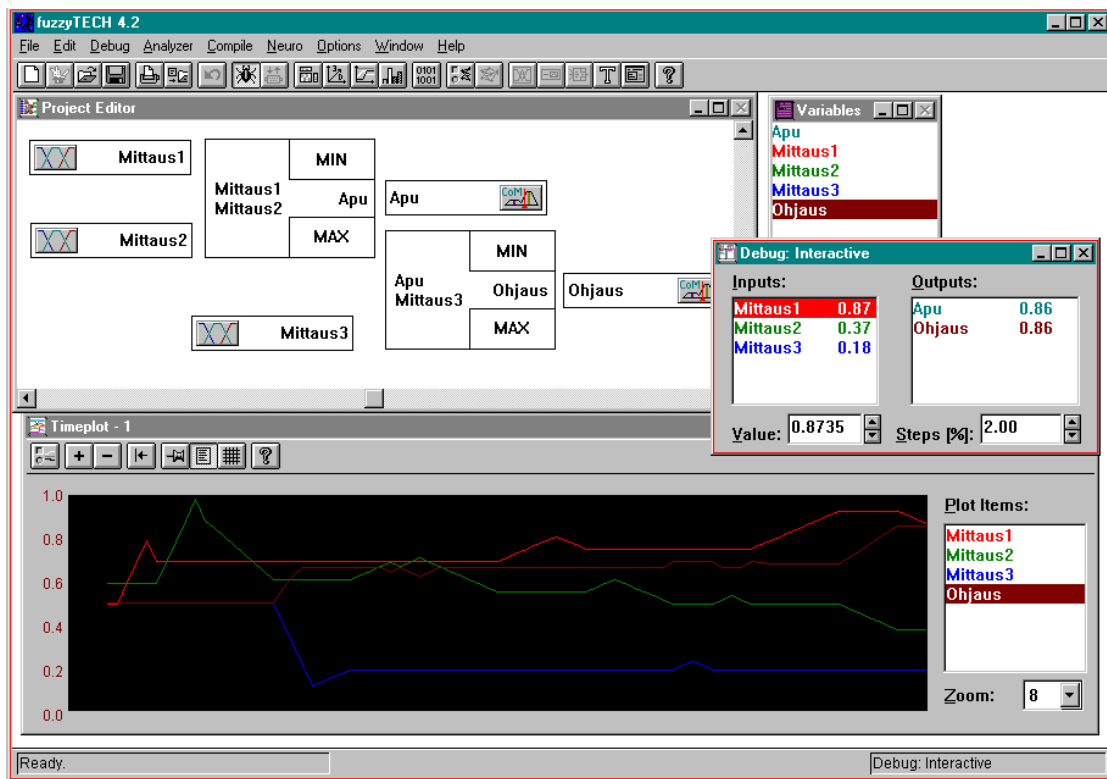 fuzzyTECH 4.2
File Edit Debug Analyzer Compile Neuro Options Window Help
0101
1001
Project Editor
Mittaus1
Mittaus2
Mittaus1
Mittaus2
MIN
Apu
MAX
Apu
CoM
Apu
Mittaus3
MIN
Ohjaus
MAX
Ohjaus
CoM
Mittaus3
Variables
Apu
Mittaus1
Mittaus2
Mittaus3
Ohjaus
Debug: Interactive
Inputs:
Mittaus1 0.87
Mittaus2 0.37
Mittaus3 0.18
Outputs:
Apu 0.86
Ohjaus 0.86
Value: 0.8735
Steps [%]: 2.00
Timeplot - 1
1.0
0.8
0.6
0.4
0.2
0.0
Plot Items:
Mittaus1
Mittaus2
Mittaus3
Ohjaus
Zoom: 8
Ready.
Debug: Interactive